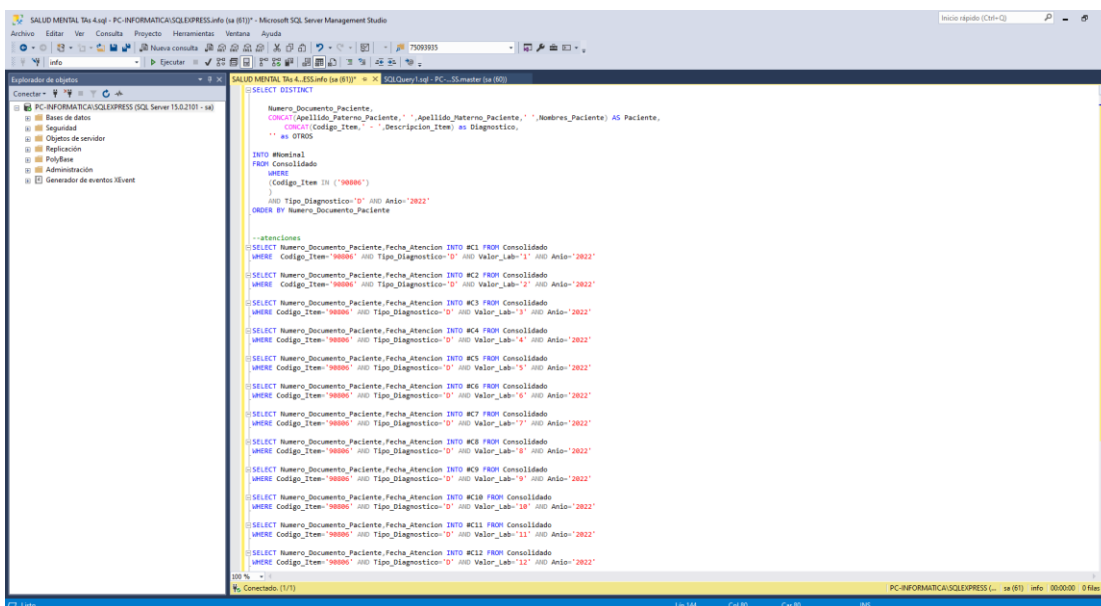 SALUD MENTAL TAs 4.sql - PC-INFORMATICA\SQLEXPRESS.info (sa (61))* - Microsoft SQL Server Management Studio
Inicio rápido (Ctrl+Q)
Archivo Editar Ver Consulta Proyecto Herramientas Ventana Ayuda
Nueva consulta
75093935
info
Ejecutar
Explorador de objetos
SALUD MENTAL TAs 4...ESS.info (sa (61))*
SQLQuery1.sql - PC-...SS.master (sa (60))
Conectar
PC-INFORMATICA\SQLEXPRESS (SQL Server 15.0.2101 - sa)
Bases de datos
Seguridad
Objetos de servidor
Replicación
PolyBase
Administración
Generador de eventos XEvent
SELECT DISTINCT
Numero_Documento_Paciente,
CONCAT(Apellido_Paterno_Paciente,' ',Apellido_Materno_Paciente,' ',Nombres_Paciente) AS Paciente,
CONCAT(Codigo_Item,' - ',Descripcion_Item) as Diagnostico,
'' as OTROS
INTO #Nominal
FROM Consolidado
WHERE
(Codigo_Item IN ('90806')
)
AND Tipo_Diagnostico='D' AND Anio='2022'
ORDER BY Numero_Documento_Paciente
--atenciones
SELECT Numero_Documento_Paciente,Fecha_Atencion INTO #C1 FROM Consolidado
WHERE Codigo_Item='90806' AND Tipo_Diagnostico='D' AND Valor_Lab='1' AND Anio='2022'
SELECT Numero_Documento_Paciente,Fecha_Atencion INTO #C2 FROM Consolidado
WHERE Codigo_Item='90806' AND Tipo_Diagnostico='D' AND Valor_Lab='2' AND Anio='2022'
SELECT Numero_Documento_Paciente,Fecha_Atencion INTO #C3 FROM Consolidado
WHERE Codigo_Item='90806' AND Tipo_Diagnostico='D' AND Valor_Lab='3' AND Anio='2022'
SELECT Numero_Documento_Paciente,Fecha_Atencion INTO #C4 FROM Consolidado
WHERE Codigo_Item='90806' AND Tipo_Diagnostico='D' AND Valor_Lab='4' AND Anio='2022'
SELECT Numero_Documento_Paciente,Fecha_Atencion INTO #C5 FROM Consolidado
WHERE Codigo_Item='90806' AND Tipo_Diagnostico='D' AND Valor_Lab='5' AND Anio='2022'
SELECT Numero_Documento_Paciente,Fecha_Atencion INTO #C6 FROM Consolidado
WHERE Codigo_Item='90806' AND Tipo_Diagnostico='D' AND Valor_Lab='6' AND Anio='2022'
SELECT Numero_Documento_Paciente,Fecha_Atencion INTO #C7 FROM Consolidado
WHERE Codigo_Item='90806' AND Tipo_Diagnostico='D' AND Valor_Lab='7' AND Anio='2022'
SELECT Numero_Documento_Paciente,Fecha_Atencion INTO #C8 FROM Consolidado
WHERE Codigo_Item='90806' AND Tipo_Diagnostico='D' AND Valor_Lab='8' AND Anio='2022'
SELECT Numero_Documento_Paciente,Fecha_Atencion INTO #C9 FROM Consolidado
WHERE Codigo_Item='90806' AND Tipo_Diagnostico='D' AND Valor_Lab='9' AND Anio='2022'
SELECT Numero_Documento_Paciente,Fecha_Atencion INTO #C10 FROM Consolidado
WHERE Codigo_Item='90806' AND Tipo_Diagnostico='D' AND Valor_Lab='10' AND Anio='2022'
SELECT Numero_Documento_Paciente,Fecha_Atencion INTO #C11 FROM Consolidado
WHERE Codigo_Item='90806' AND Tipo_Diagnostico='D' AND Valor_Lab='11' AND Anio='2022'
SELECT Numero_Documento_Paciente,Fecha_Atencion INTO #C12 FROM Consolidado
WHERE Codigo_Item='90806' AND Tipo_Diagnostico='D' AND Valor_Lab='12' AND Anio='2022'
100 %
Conectado. (1/1)
PC-INFORMATICA\SQLEXPRESS (... sa (61) info 00:00:00 0 filas